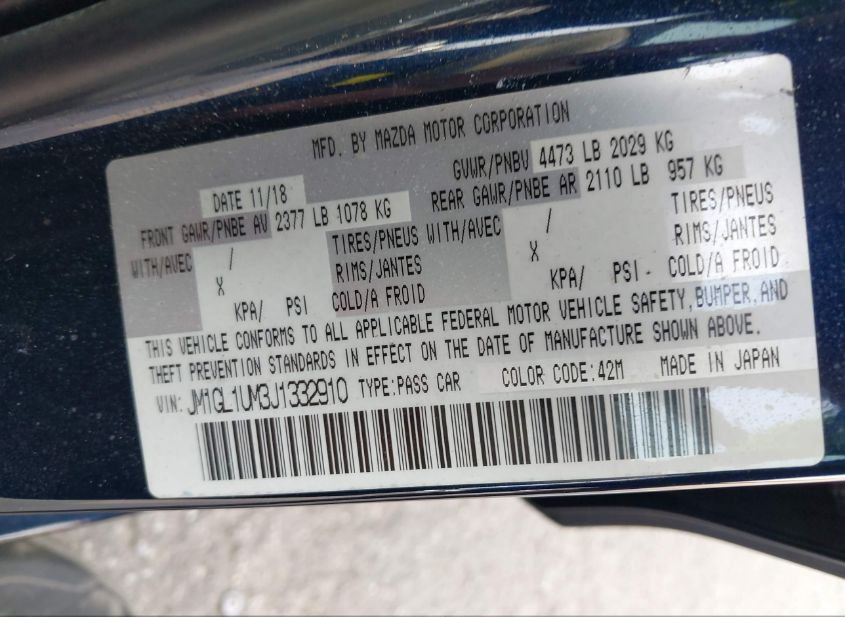 MFD. BY MAZDA MOTOR CORPORATION
DATE 11/18
GVWR/PNBV 4473 LB 2029 KG
FRONT GAWR/PNBE AV 2377 LB 1078 KG
REAR GAWR/PNBE AR 2110 LB 957 KG
WITH/AVEC / TIRES/PNEUS
WITH/AVEC / TIRES/PNEUS
X RIMS/JANTES
X RIMS/JANTES
KPA/ PSI COLD/A FROID
KPA/ PSI - COLD/A FROID
THIS VEHICLE CONFORMS TO ALL APPLICABLE FEDERAL MOTOR VEHICLE SAFETY, BUMPER, AND
THEFT PREVENTION STANDARDS IN EFFECT ON THE DATE OF MANUFACTURE SHOWN ABOVE.
VIN: JM1GL1UM3J1332910 TYPE:PASS CAR COLOR CODE:42M MADE IN JAPAN